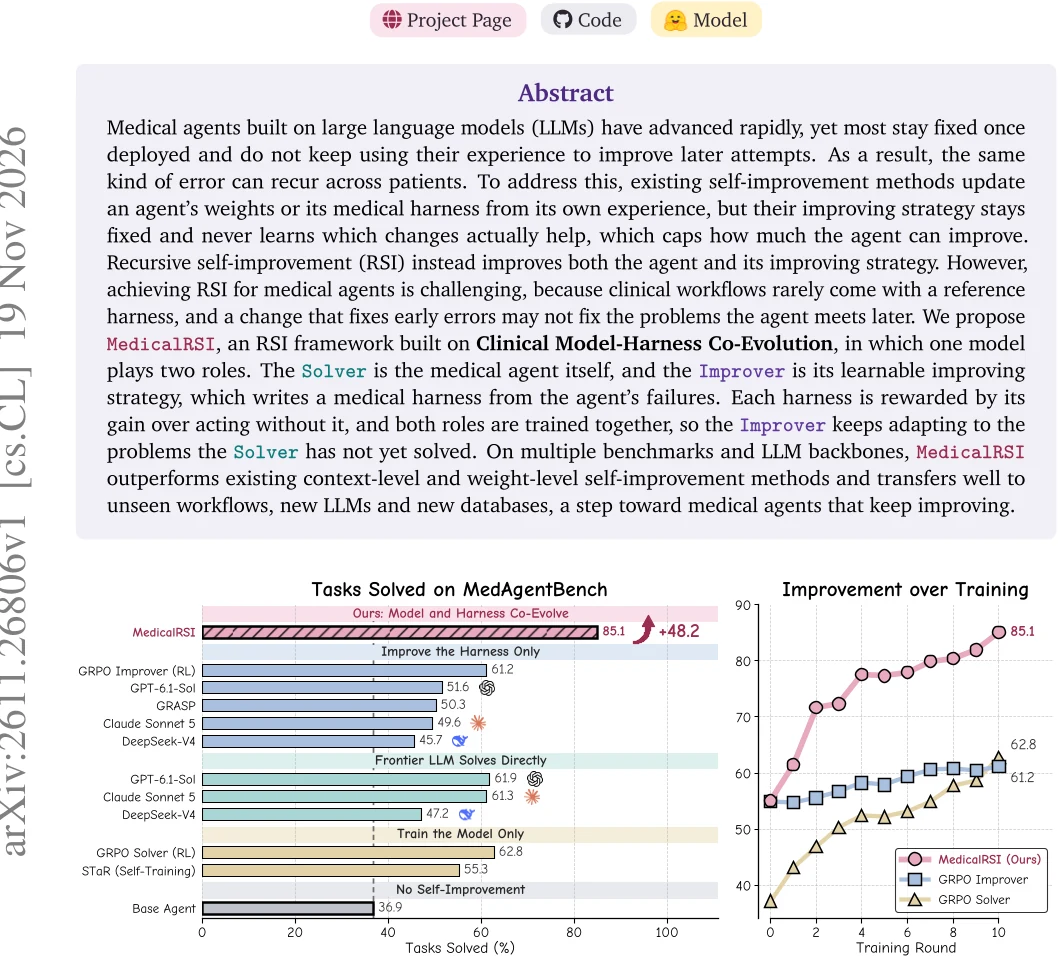 Project Page Code Model
arXiv:2611.26806v1 [cs.CL] 19 Nov 2026
Abstract
Medical agents built on large language models (LLMs) have advanced rapidly, yet most stay fixed once
deployed and do not keep using their experience to improve later attempts. As a result, the same
kind of error can recur across patients. To address this, existing self-improvement methods update
an agent's weights or its medical harness from its own experience, but their improving strategy stays
fixed and never learns which changes actually help, which caps how much the agent can improve.
Recursive self-improvement (RSI) instead improves both the agent and its improving strategy. However,
achieving RSI for medical agents is challenging, because clinical workflows rarely come with a reference
harness, and a change that fixes early errors may not fix the problems the agent meets later. We propose
MedicalRSI, an RSI framework built on Clinical Model-Harness Co-Evolution, in which one model
plays two roles. The Solver is the medical agent itself, and the Improver is its learnable improving
strategy, which writes a medical harness from the agent's failures. Each harness is rewarded by its
gain over acting without it, and both roles are trained together, so the Improver keeps adapting to the
problems the Solver has not yet solved. On multiple benchmarks and LLM backbones, MedicalRSI
outperforms existing context-level and weight-level self-improvement methods and transfers well to
unseen workflows, new LLMs and new databases, a step toward medical agents that keep improving.
Tasks Solved on MedAgentBench
Ours: Model and Harness Co-Evolve
MedicalRSI 85.1 +48.2
Improve the Harness Only
GRPO Improver (RL) 61.2
GPT-6.1-Sol 51.6
GRASP 50.3
Claude Sonnet 5 49.6
DeepSeek-V4 45.7
Frontier LLM Solves Directly
GPT-6.1-Sol 61.9
Claude Sonnet 5 61.3
DeepSeek-V4 47.2
Train the Model Only
GRPO Solver (RL) 62.8
STaR (Self-Training) 55.3
No Self-Improvement
Base Agent 36.9
0 20 40 60 80 100
Tasks Solved (%)
Improvement over Training
90
80
70
60
50
40
85.1
62.8
61.2
MedicalRSI (Ours)
GRPO Improver
GRPO Solver
0 2 4 6 8 10
Training Round